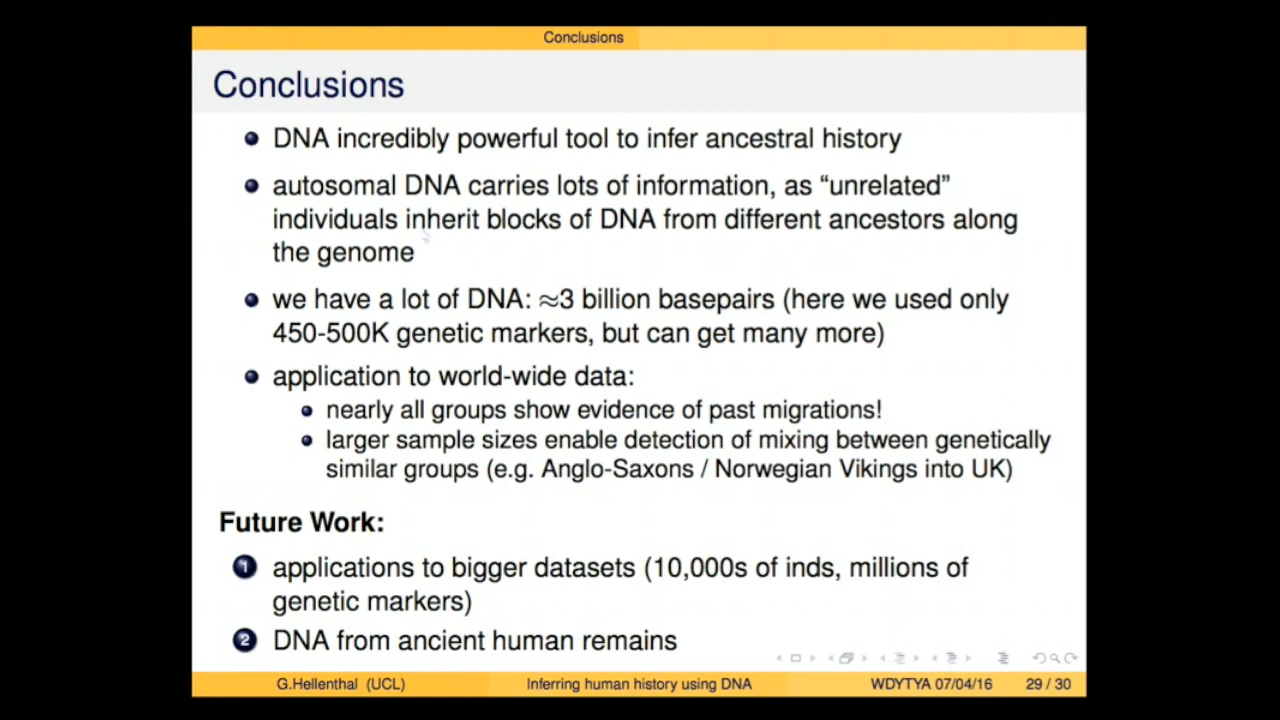 Conclusions
Conclusions
DNA incredibly powerful tool to infer ancestral history
autosomal DNA carries lots of information, as “unrelated”
individuals inherit blocks of DNA from different ancestors along
the genome
we have a lot of DNA: ≈3 billion basepairs (here we used only
450-500K genetic markers, but can get many more)
application to world-wide data:
nearly all groups show evidence of past migrations!
larger sample sizes enable detection of mixing between genetically
similar groups (e.g. Anglo-Saxons / Norwegian Vikings into UK)
Future Work:
1 applications to bigger datasets (10,000s of inds, millions of
genetic markers)
2 DNA from ancient human remains
G.Hellenthal (UCL) Inferring human history using DNA WDYTYA 07/04/16 29 / 30